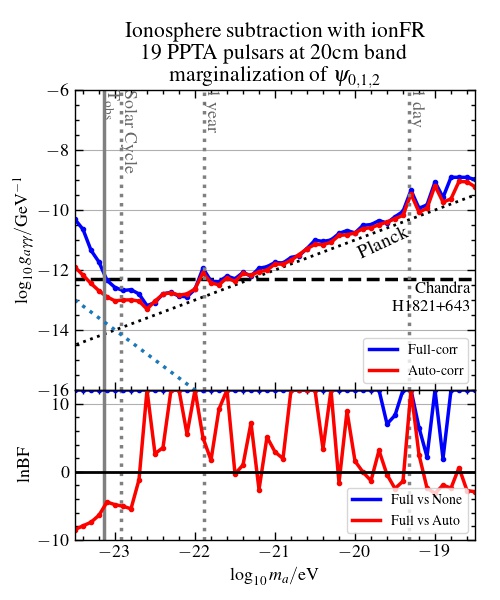 Ionosphere subtraction with ionFR
19 PPTA pulsars at 20cm band
marginalization of ψ0,1,2
−6
−8
−10
−12
−14
−16
log10 gaγγ/GeV−1
Tobs
Solar Cycle
1 year
1 day
Planck
Chandra
H1821+643
Full-corr
Auto-corr
10
0
−10
lnBF
Full vs None
Full vs Auto
−23
−22
−21
−20
−19
log10 ma/eV